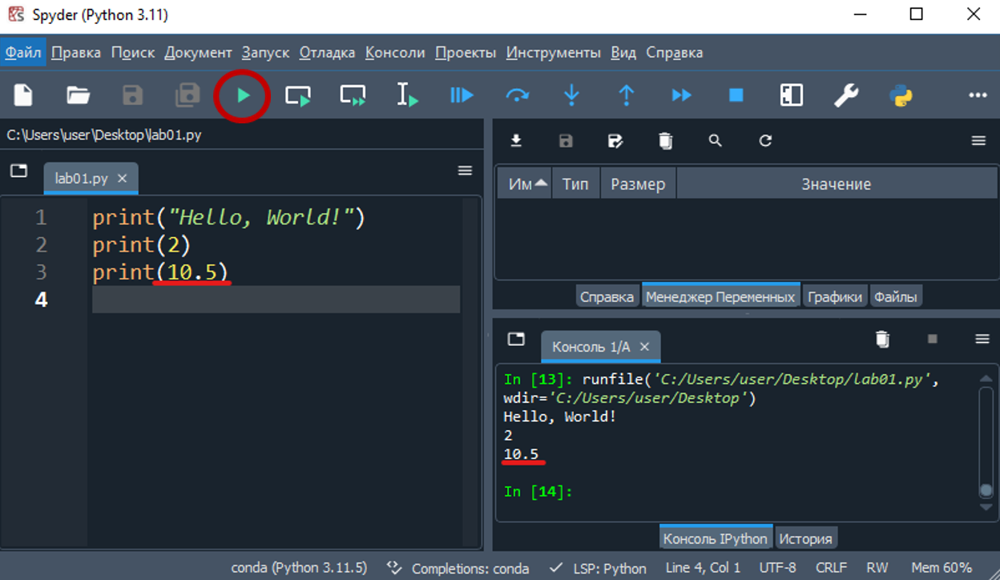 Spyder (Python 3.11)
Файл Правка Поиск Документ Запуск Отладка Консоли Проекты Инструменты Вид Справка
C:\Users\user\Desktop\lab01.py
lab01.py
1 print("Hello, World!")
2 print(2)
3 print(10.5)
4
Им Тип Размер Значение
Справка Менеджер Переменных Графики Файлы
Консоль 1/A
In [13]: runfile('C:/Users/user/Desktop/lab01.py',
wdir='C:/Users/user/Desktop')
Hello, World!
2
10.5
In [14]:
Консоль IPython История
conda (Python 3.11.5) Completions: conda LSP: Python Line 4, Col 1 UTF-8 CRLF RW Mem 60%